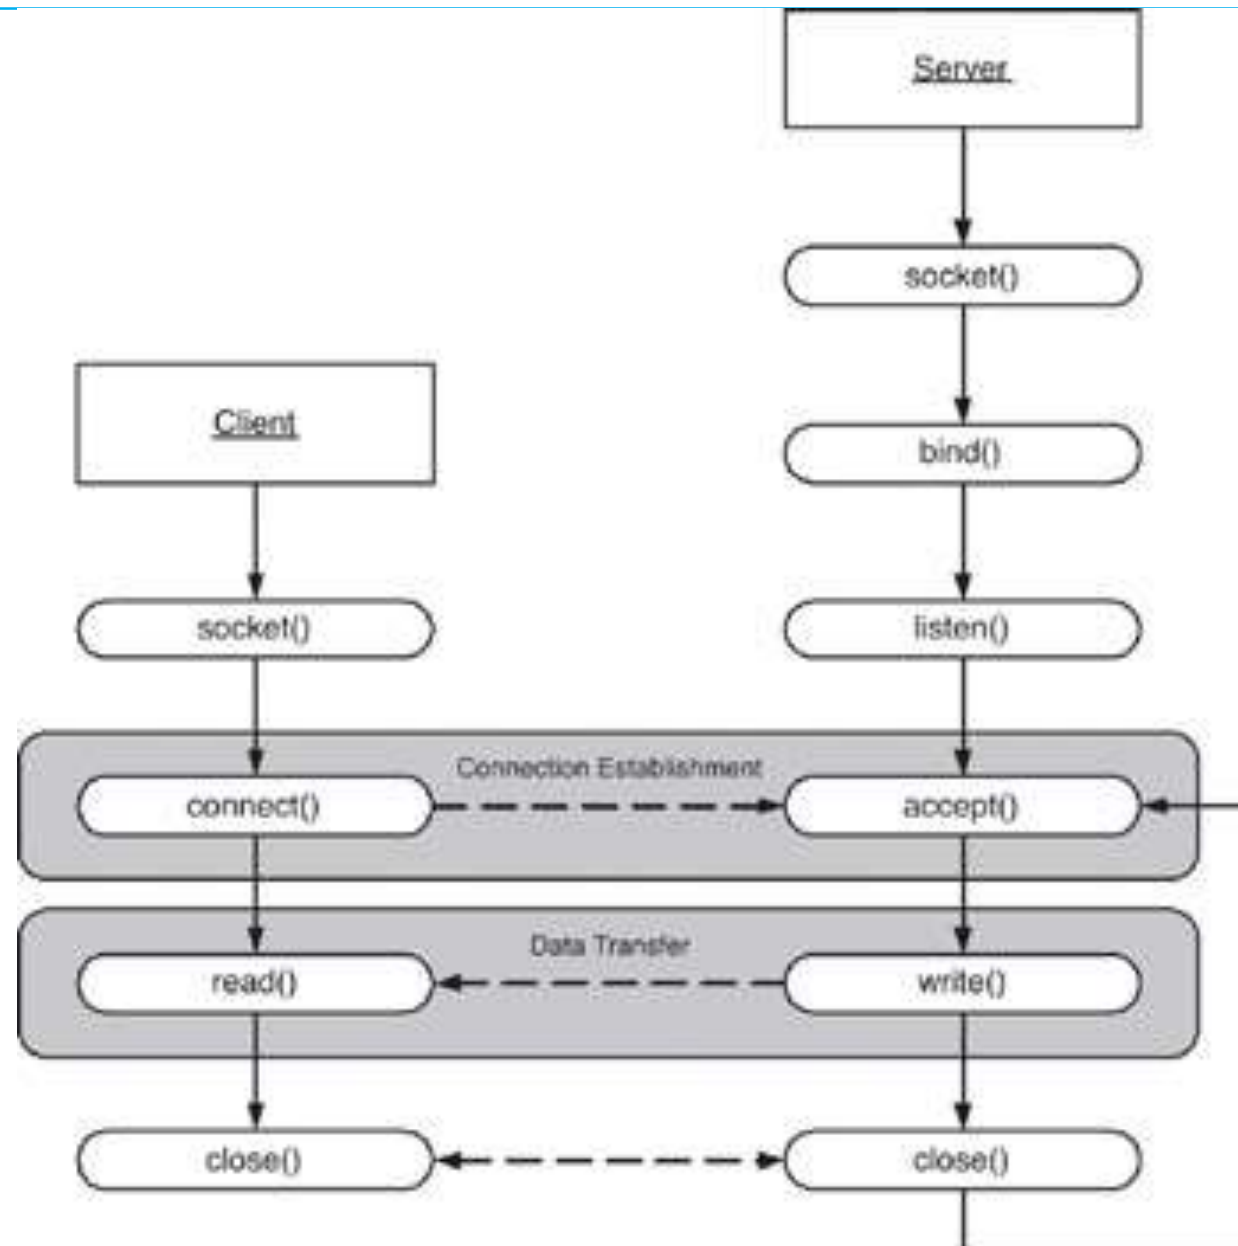 Server
socket()
bind()
Client
socket()
listen()
Connection Establishment
connect()
accept()
Data Transfer
read()
write()
close()
close()